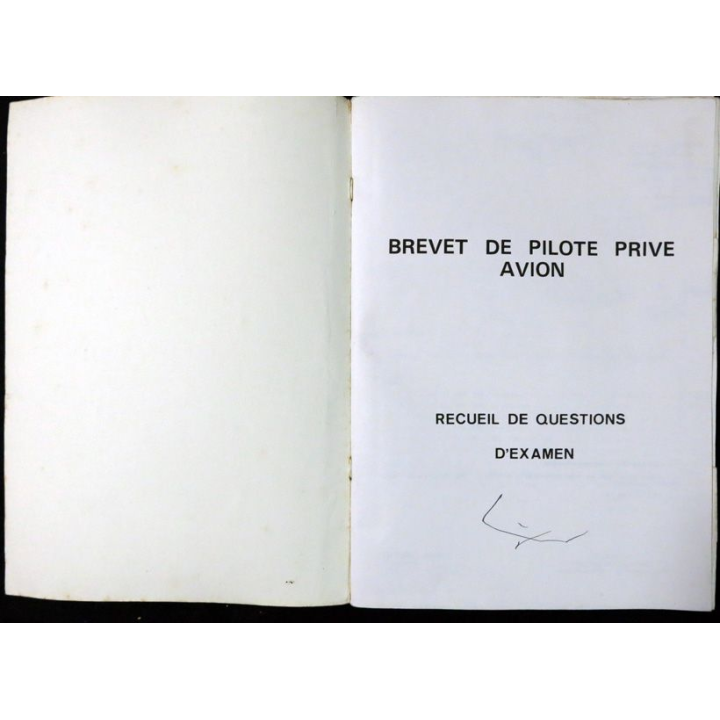 BREVET DE PILOTE PRIVE
AVION
RECUEIL DE QUESTIONS
D'EXAMEN